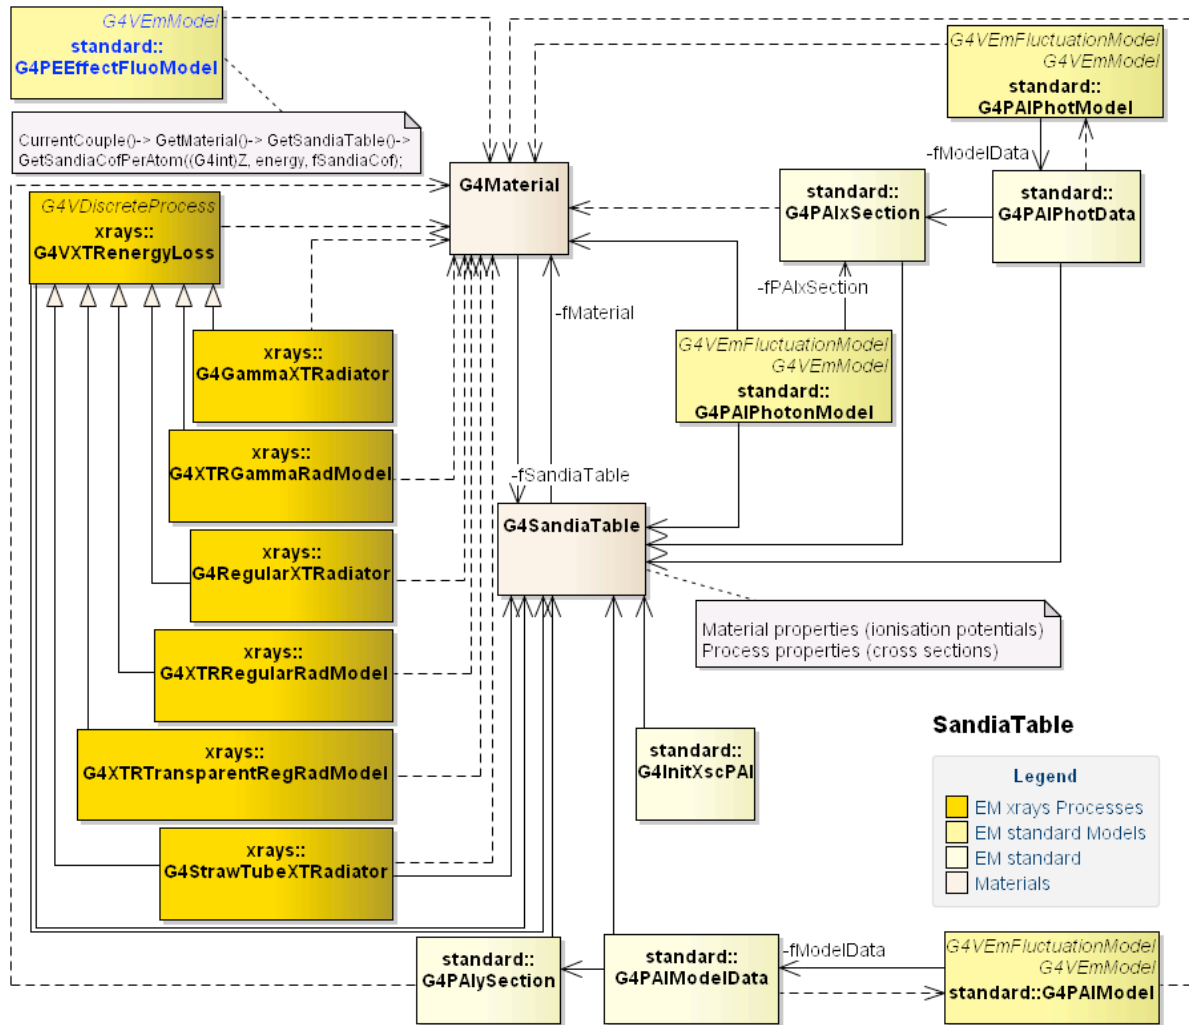 G4VEmModel
standard::
G4PEEffectFluoModel
CurrentCouple()-> GetMaterial()-> GetSandiaTable()->
GetSandiaCofPerAtom((G4int)Z, energy, fSandiaCof);
G4VEmFluctuationModel
G4VEmModel
standard::
G4PAIPhotModel
-fModelData
G4Material
standard::
G4PAIxSection
standard::
G4PAIPhotData
G4VDiscreteProcess
xrays::
G4VXTRenergyLoss
-fPAIxSection
-fMaterial
xrays::
G4GammaXTRadiator
G4VEmFluctuationModel
G4VEmModel
standard::
G4PAIPhotonModel
xrays::
G4XTRGammaRadModel
-fSandiaTable
G4SandiaTable
xrays::
G4RegularXTRadiator
Material properties (ionisation potentials)
Process properties (cross sections)
xrays::
G4XTRRegularRadModel
xrays::
G4XTRTransparentRegRadModel
standard::
G4InitXscPAI
SandiaTable
Legend
EM xrays Processes
EM standard Models
EM standard
Materials
xrays::
G4StrawTubeXTRadiator
standard::
G4PAIySection
standard::
G4PAIModelData
-fModelData
G4VEmFluctuationModel
G4VEmModel
standard::G4PAIModel